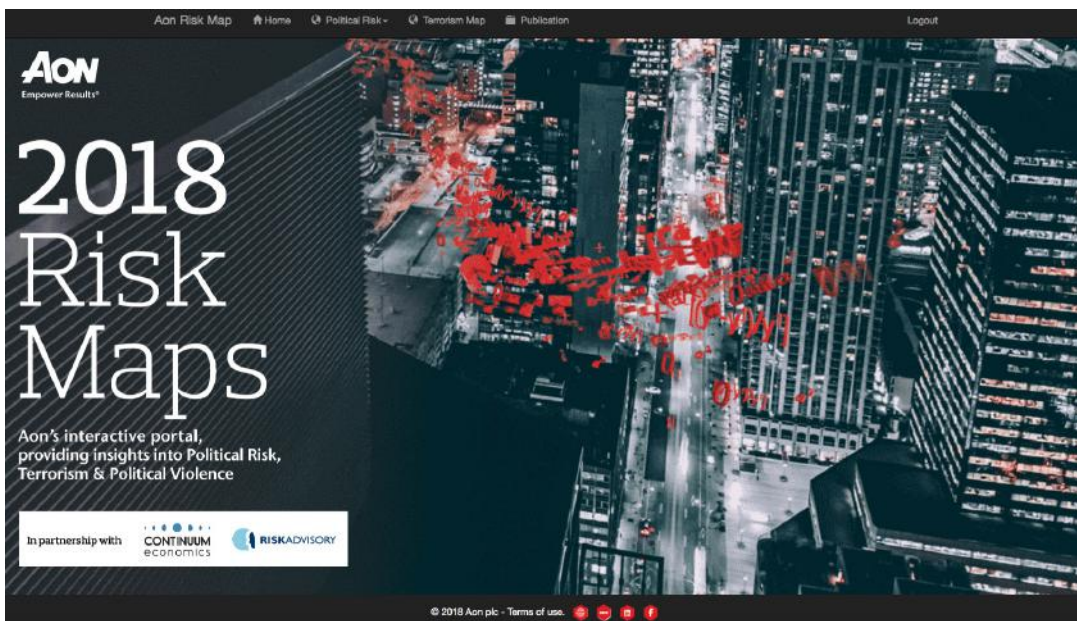 Aon Risk Map Home Political Risk Terrorism Map Publication Logout
AON
Empower Results®
2018
Risk
Maps
Aon's interactive portal,
providing insights into Political Risk,
Terrorism & Political Violence
In partnership with
CONTINUUM
economics
RISKADVISORY
© 2018 Aon plc - Terms of use.